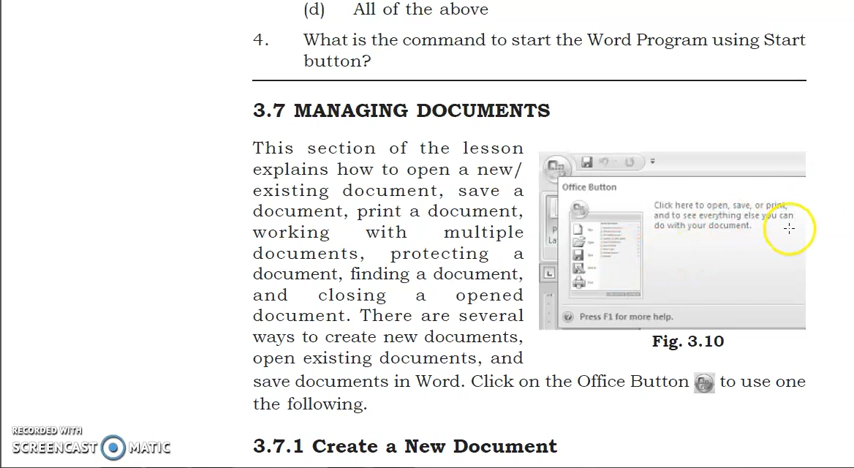 (d) All of the above
4. What is the command to start the Word Program using Start
button?
3.7 MANAGING DOCUMENTS
This section of the lesson
explains how to open a new/
existing document, save a
document, print a document,
working with multiple
documents, protecting a
document, finding a document,
and closing a opened
document. There are several
ways to create new documents,
open existing documents, and
save documents in Word. Click on the Office Button to use one
the following.
Office Button
Click here to open, save, or print,
and to see everything else you can
do with your document.
Press F1 for more help.
Fig. 3.10
3.7.1 Create a New Document
RECORDED WITH
SCREENCAST MATIC